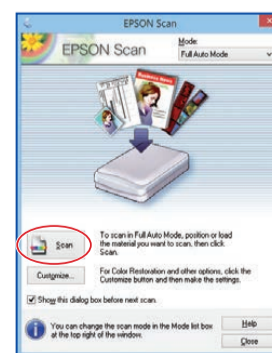 EPSON Scan
EPSON Scan
Mode:
Full Auto Mode
Business News
Scan
To scan in Full Auto Mode, position or load
the material you want to scan, then click
Scan.
Customize...
For Color Restoration and other options, click the
Customize button and then make the settings.
Show this dialog box before next scan.
You can change the scan mode in the Mode list box
at the top right of the window.
Help
Close